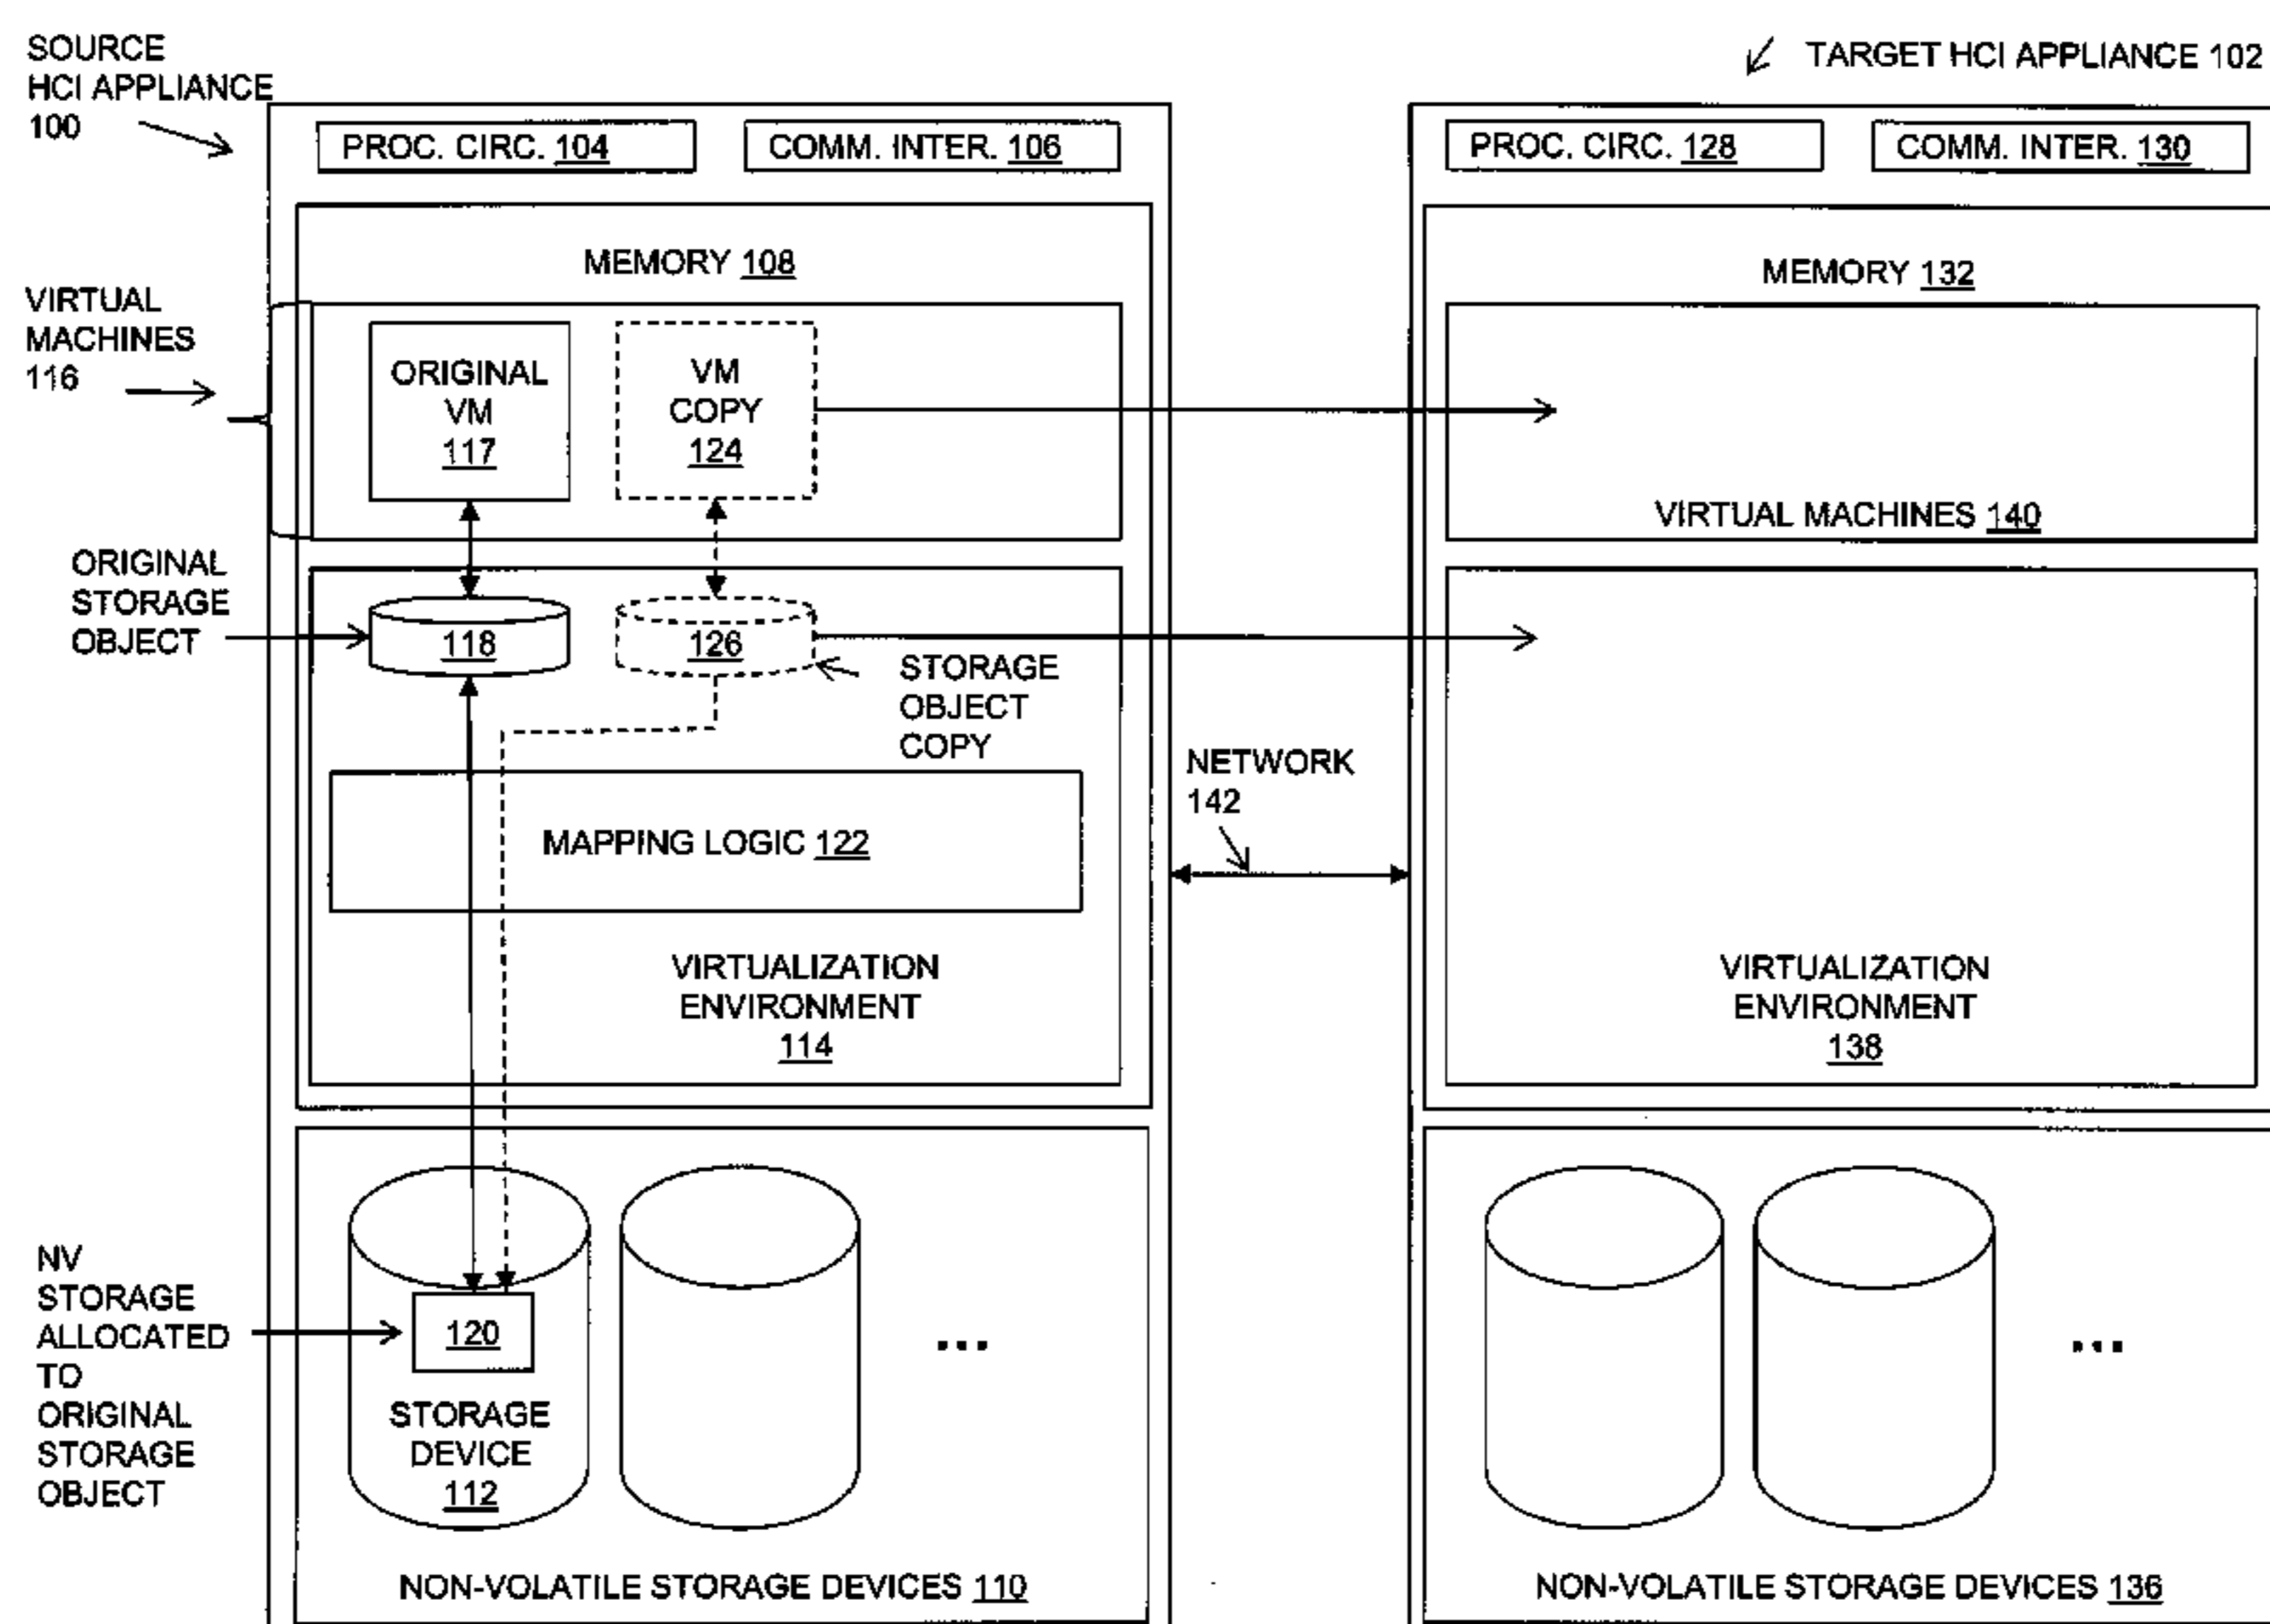 SOURCE
HCI APPLIANCE
100
TARGET HCI APPLIANCE 102
PROC. CIRC. 104
COMM. INTER. 106
PROC. CIRC. 128
COMM. INTER. 130
MEMORY 108
MEMORY 132
VIRTUAL
MACHINES
116
ORIGINAL
VM
117
VM
COPY
124
VIRTUAL MACHINES 140
ORIGINAL
STORAGE
OBJECT
118
126
STORAGE
OBJECT
COPY
NETWORK
142
MAPPING LOGIC 122
VIRTUALIZATION
ENVIRONMENT
114
VIRTUALIZATION
ENVIRONMENT
138
NV
STORAGE
ALLOCATED
TO
ORIGINAL
STORAGE
OBJECT
120
...
...
STORAGE
DEVICE
112
NON-VOLATILE STORAGE DEVICES 110
NON-VOLATILE STORAGE DEVICES 136